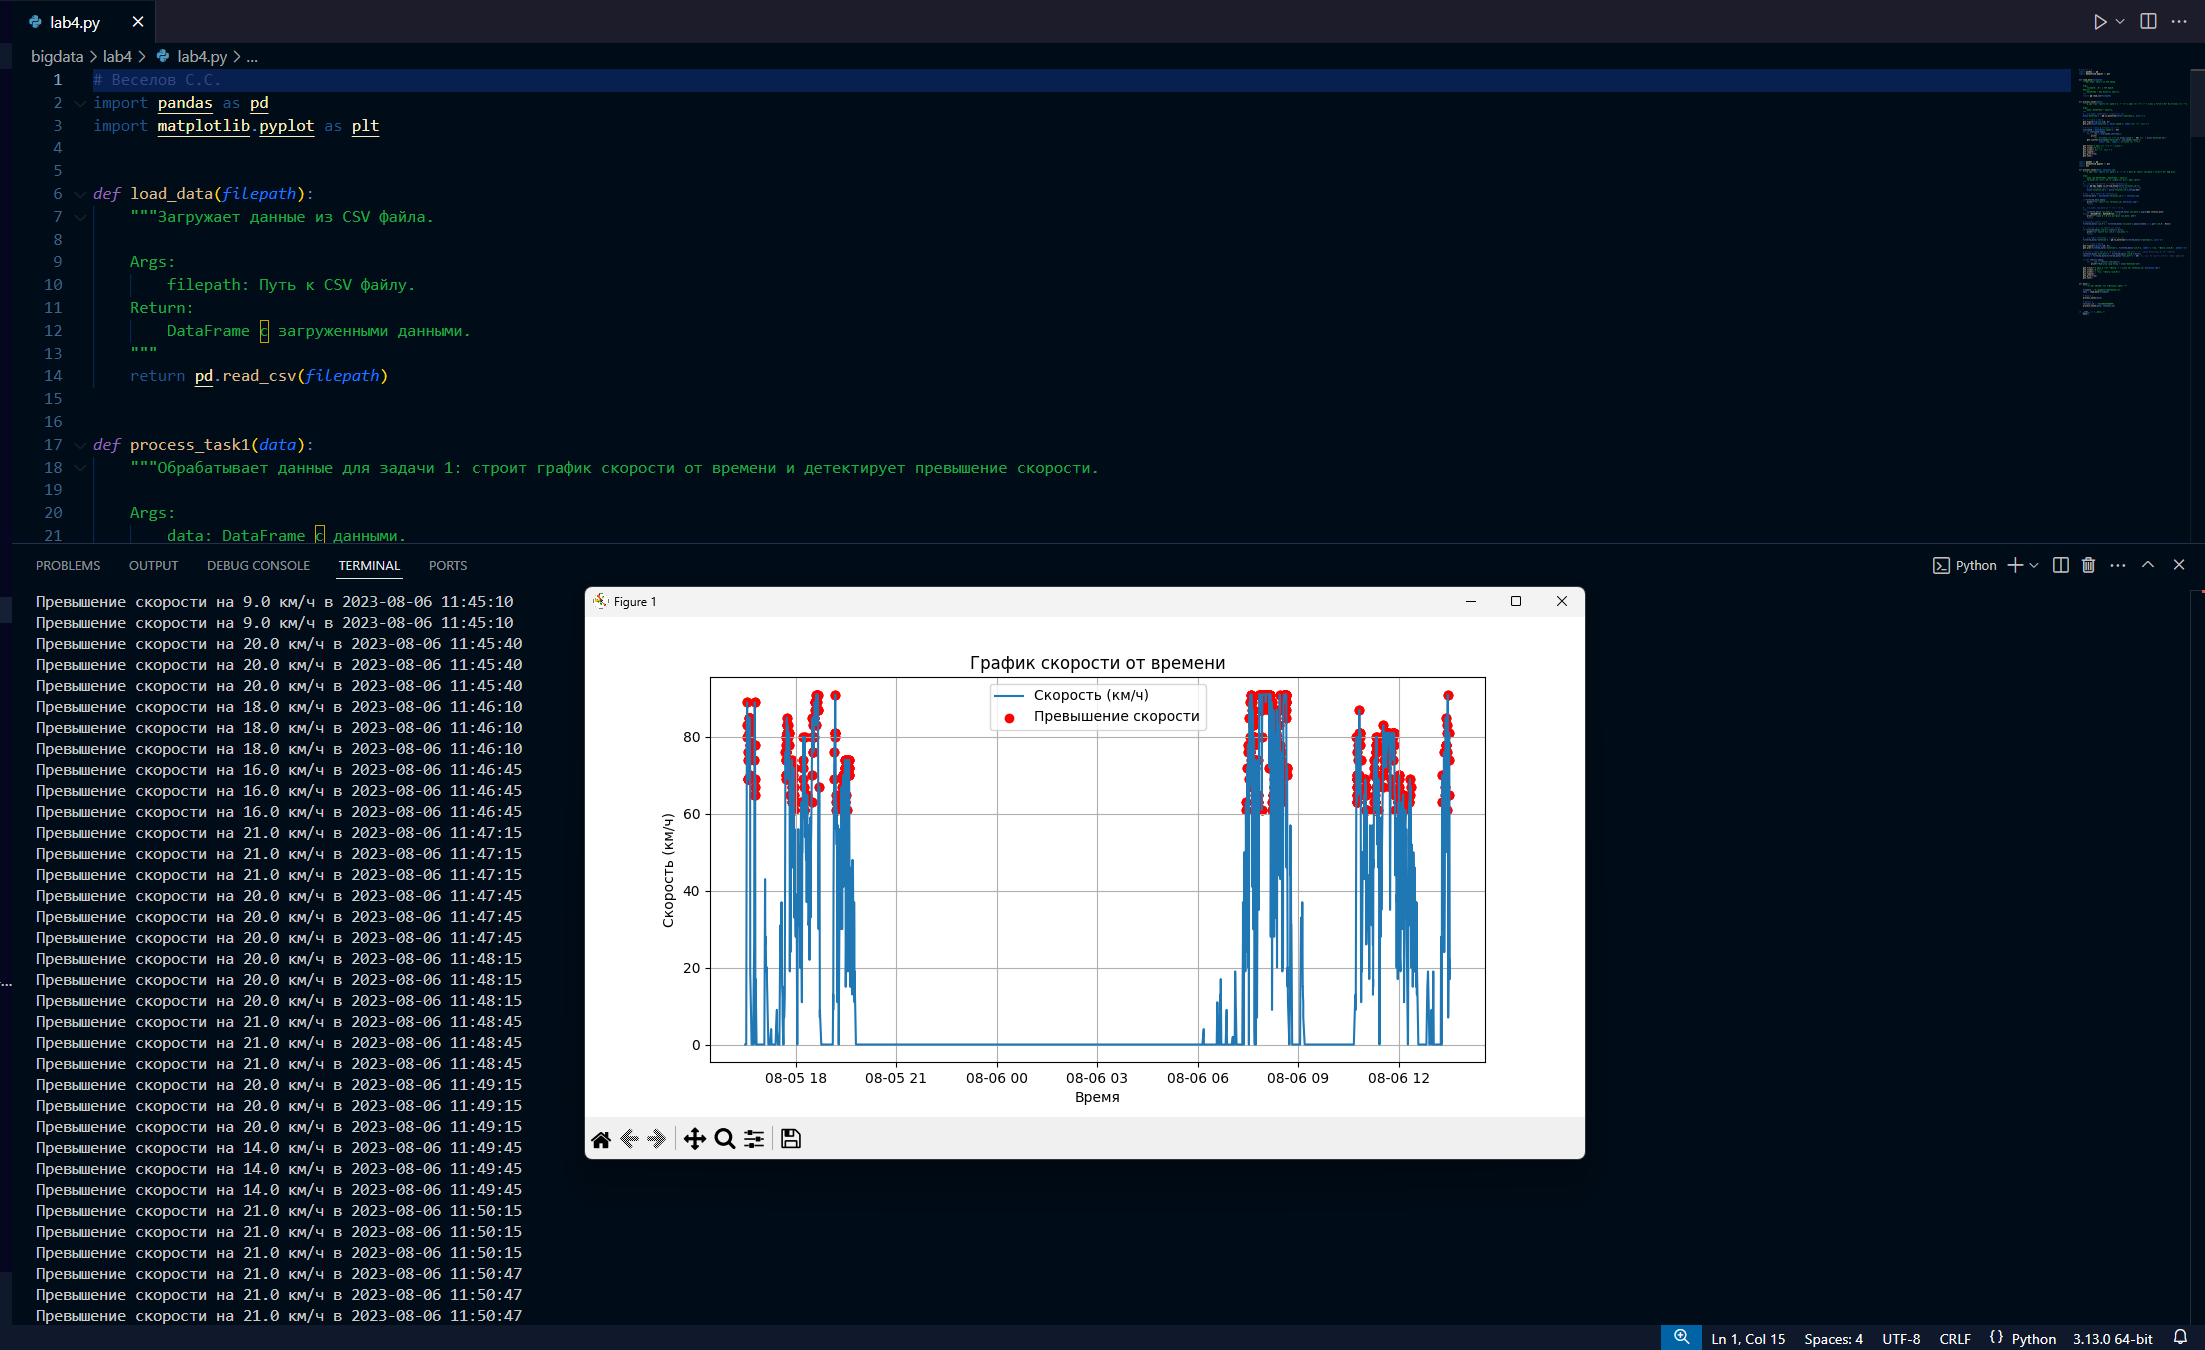 lab4.py
bigdata > lab4 > lab4.py > ...
1 # Веселов С.С.
2 import pandas as pd
3 import matplotlib.pyplot as plt
4
5
6 def load_data(filepath):
7 """Загружает данные из CSV файла.
8
9 Args:
10 filepath: Путь к CSV файлу.
11 Return:
12 DataFrame с загруженными данными.
13 """
14 return pd.read_csv(filepath)
15
16
17 def process_task1(data):
18 """Обрабатывает данные для задачи 1: строит график скорости от времени и детектирует превышение скорости.
19
20 Args:
21 data: DataFrame с данными.
PROBLEMS OUTPUT DEBUG CONSOLE TERMINAL PORTS
Python
Превышение скорости на 9.0 км/ч в 2023-08-06 11:45:10
Превышение скорости на 9.0 км/ч в 2023-08-06 11:45:10
Превышение скорости на 20.0 км/ч в 2023-08-06 11:45:40
Превышение скорости на 20.0 км/ч в 2023-08-06 11:45:40
Превышение скорости на 20.0 км/ч в 2023-08-06 11:45:40
Превышение скорости на 18.0 км/ч в 2023-08-06 11:46:10
Превышение скорости на 18.0 км/ч в 2023-08-06 11:46:10
Превышение скорости на 18.0 км/ч в 2023-08-06 11:46:10
Превышение скорости на 16.0 км/ч в 2023-08-06 11:46:45
Превышение скорости на 16.0 км/ч в 2023-08-06 11:46:45
Превышение скорости на 16.0 км/ч в 2023-08-06 11:46:45
Превышение скорости на 21.0 км/ч в 2023-08-06 11:47:15
Превышение скорости на 21.0 км/ч в 2023-08-06 11:47:15
Превышение скорости на 21.0 км/ч в 2023-08-06 11:47:15
Превышение скорости на 20.0 км/ч в 2023-08-06 11:47:45
Превышение скорости на 20.0 км/ч в 2023-08-06 11:47:45
Превышение скорости на 20.0 км/ч в 2023-08-06 11:47:45
Превышение скорости на 20.0 км/ч в 2023-08-06 11:48:15
Превышение скорости на 20.0 км/ч в 2023-08-06 11:48:15
Превышение скорости на 20.0 км/ч в 2023-08-06 11:48:15
Превышение скорости на 21.0 км/ч в 2023-08-06 11:48:45
Превышение скорости на 21.0 км/ч в 2023-08-06 11:48:45
Превышение скорости на 21.0 км/ч в 2023-08-06 11:48:45
Превышение скорости на 20.0 км/ч в 2023-08-06 11:49:15
Превышение скорости на 20.0 км/ч в 2023-08-06 11:49:15
Превышение скорости на 20.0 км/ч в 2023-08-06 11:49:15
Превышение скорости на 14.0 км/ч в 2023-08-06 11:49:45
Превышение скорости на 14.0 км/ч в 2023-08-06 11:49:45
Превышение скорости на 14.0 км/ч в 2023-08-06 11:49:45
Превышение скорости на 21.0 км/ч в 2023-08-06 11:50:15
Превышение скорости на 21.0 км/ч в 2023-08-06 11:50:15
Превышение скорости на 21.0 км/ч в 2023-08-06 11:50:15
Превышение скорости на 21.0 км/ч в 2023-08-06 11:50:47
Превышение скорости на 21.0 км/ч в 2023-08-06 11:50:47
Превышение скорости на 21.0 км/ч в 2023-08-06 11:50:47
Figure 1
График скорости от времени
Скорость (км/ч)
Превышение скорости
Скорость (км/ч)
80
60
40
20
0
08-05 18 08-05 21 08-06 00 08-06 03 08-06 06 08-06 09 08-06 12
Время
Ln 1, Col 15 Spaces: 4 UTF-8 CRLF {} Python 3.13.0 64-bit